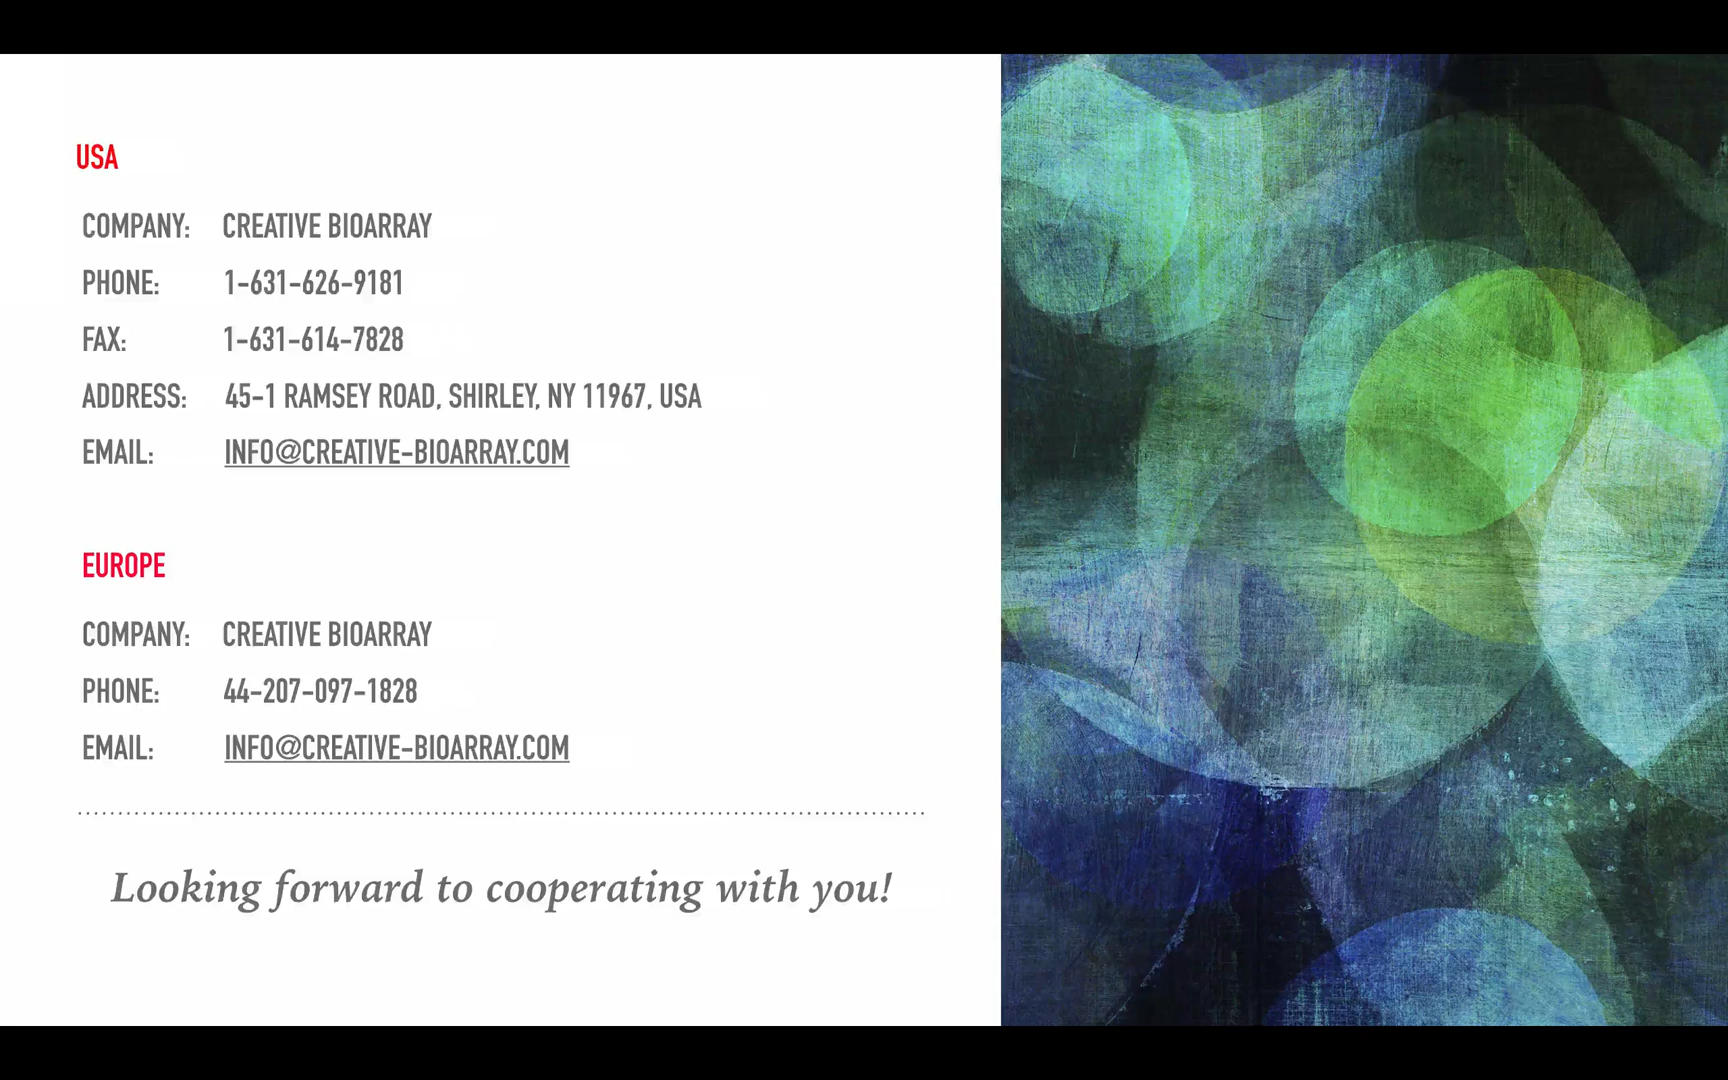 USA
COMPANY: CREATIVE BIOARRAY
PHONE: 1-631-626-9181
FAX: 1-631-614-7828
ADDRESS: 45-1 RAMSEY ROAD, SHIRLEY, NY 11967, USA
EMAIL: INFO@CREATIVE-BIOARRAY.COM
EUROPE
COMPANY: CREATIVE BIOARRAY
PHONE: 44-207-097-1828
EMAIL: INFO@CREATIVE-BIOARRAY.COM
Looking forward to cooperating with you!